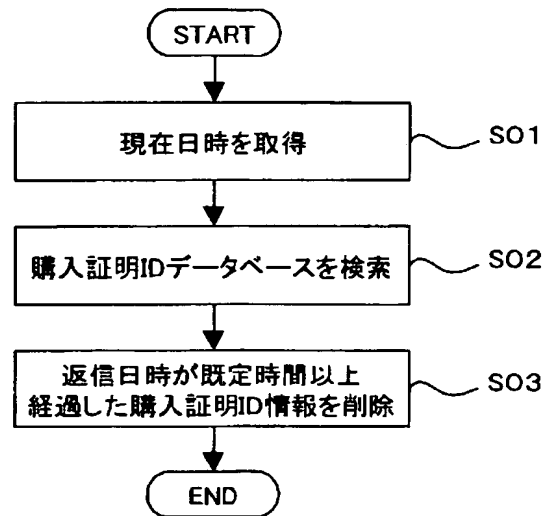 START
現在日時を取得
SO1
購入証明IDデータベースを検索
SO2
返信日時が既定時間以上
経過した購入証明ID情報を削除
SO3
END